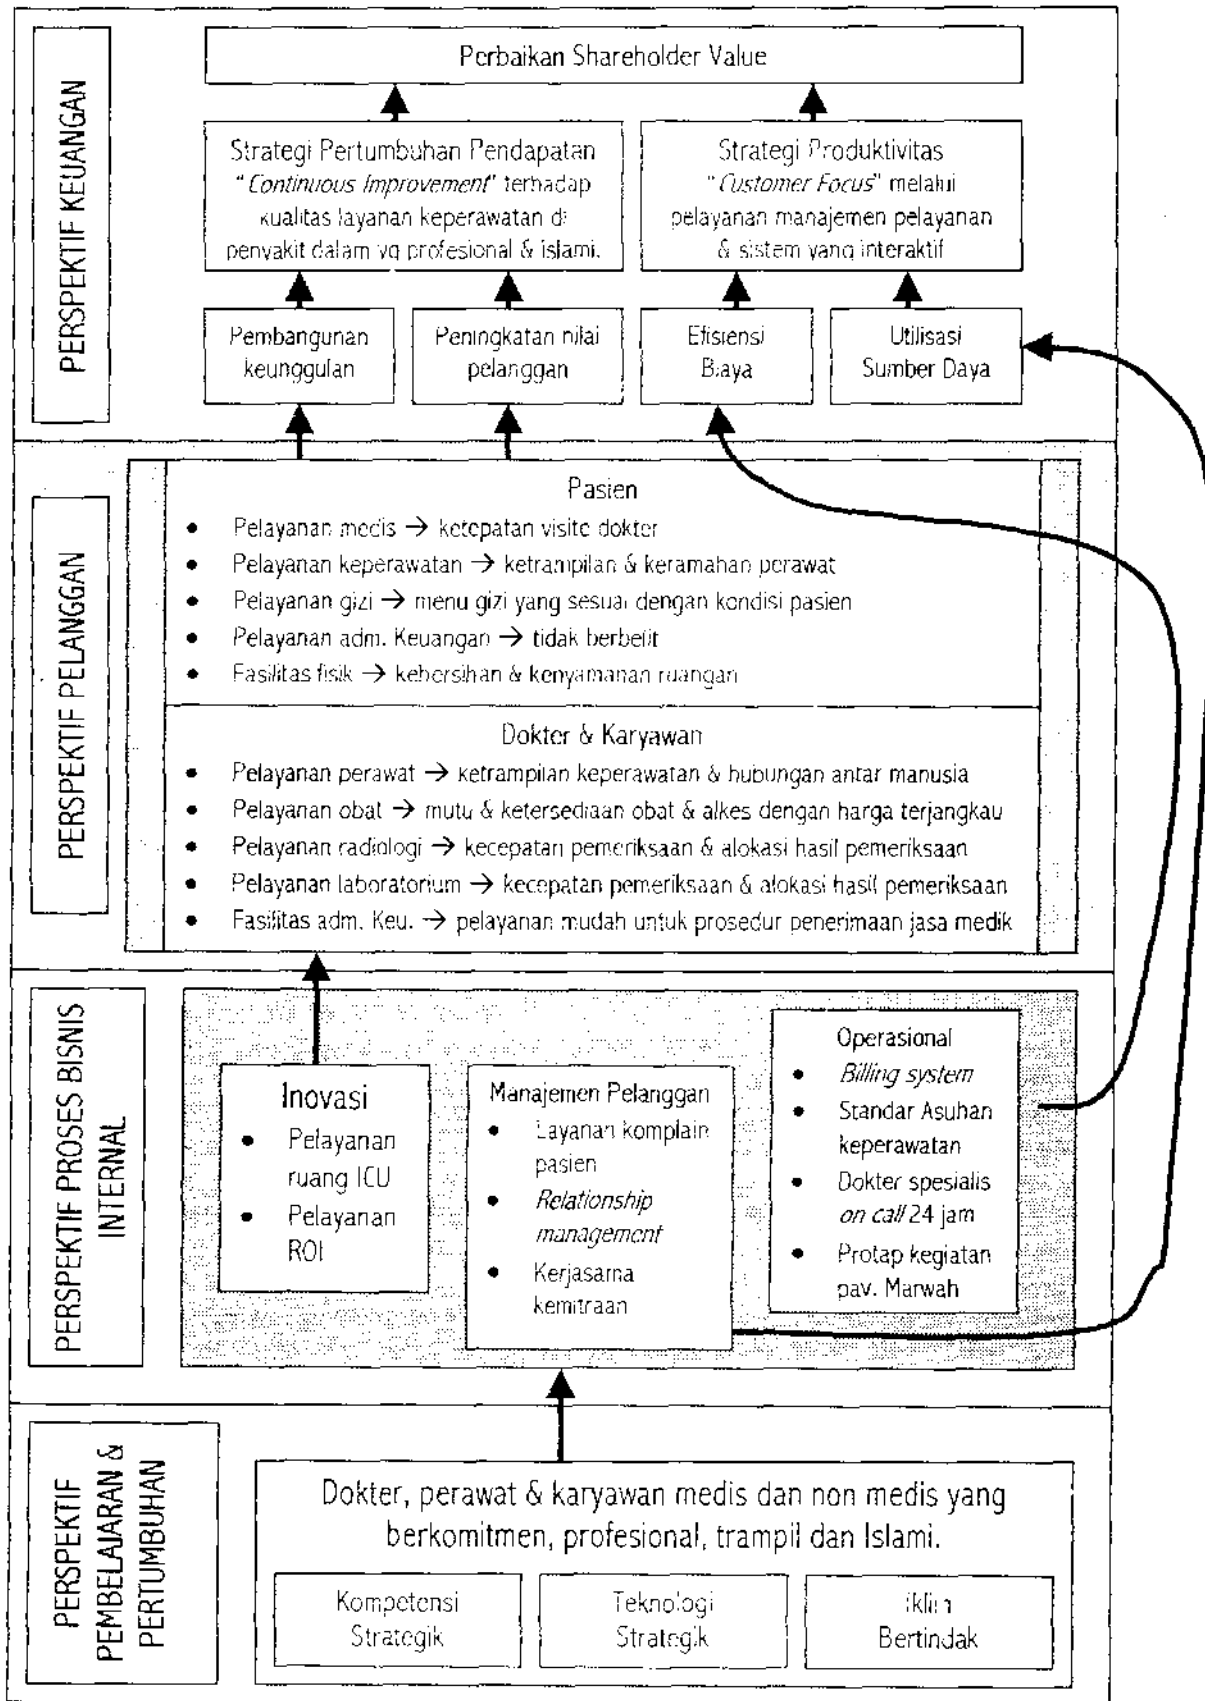 PERSPEKTIF KEUANGAN
Perbaikan Shareholder Value
Strategi Pertumbuhan Pendapatan
"Continuous Improvement" terhadap
kualitas layanan keperawatan di
penyakit dalam yg profesional & islami.
Strategi Produktivitas
"Customer Focus" melalui
pelayanan manajemen pelayanan
& sistem yang interaktif
Pembangunan
keunggulan
Peningkatan nilai
pelanggan
Efisiensi
Biaya
Utilisasi
Sumber Daya
PERSPEKTIF PELANGGAN
Pasien
• Pelayanan medis → ketepatan visite dokter
• Pelayanan keperawatan → ketrampilan & keramahan perawat
• Pelayanan gizi → menu gizi yang sesuai dengan kondisi pasien
• Pelayanan adm. Keuangan → tidak berbelit
• Fasilitas fisik → kebersihan & kenyamanan ruangan
Dokter & Karyawan
• Pelayanan perawat → ketrampilan keperawatan & hubungan antar manusia
• Pelayanan obat → mutu & ketersediaan obat & alkes dengan harga terjangkau
• Pelayanan radiologi → kecepatan pemeriksaan & alokasi hasil pemeriksaan
• Pelayanan laboratorium → kecepatan pemeriksaan & alokasi hasil pemeriksaan
• Fasilitas adm. Keu. → pelayanan mudah untuk prosedur penerimaan jasa medik
PERSPEKTIF PROSES BISNIS
INTERNAL
Inovasi
• Pelayanan
ruang ICU
• Pelayanan
ROI
Manajemen Pelanggan
• Layanan komplain
pasien
• Relationship
management
• Kerjasama
kemitraan
Operasional
• Billing system
• Standar Asuhan
keperawatan
• Dokter spesialis
on call 24 jam
• Protap kegiatan
pav. Marwah
PERSPEKTIF
PEMBELAJARAN &
PERTUMBUHAN
Dokter, perawat & karyawan medis dan non medis yang
berkomitmen, profesional, trampil dan Islami.
Kompetensi
Strategik
Teknologi
Strategik
Iklim
Bertindak